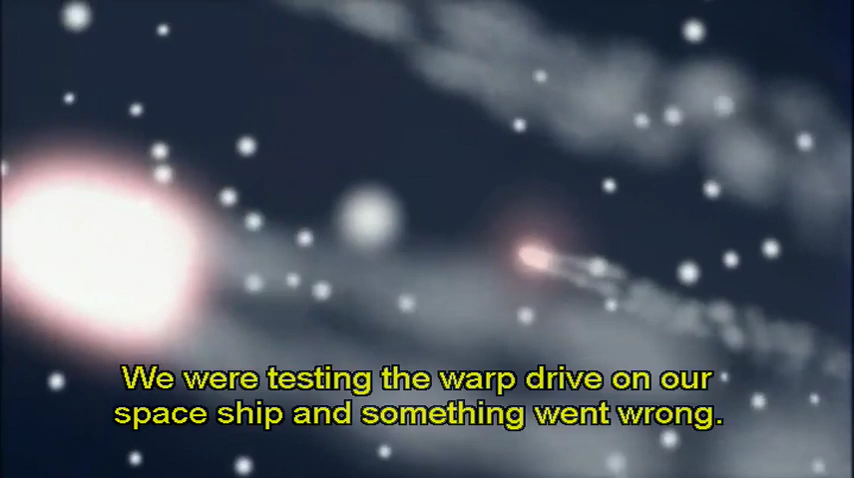 We were testing the warp drive on our
space ship and something went wrong.